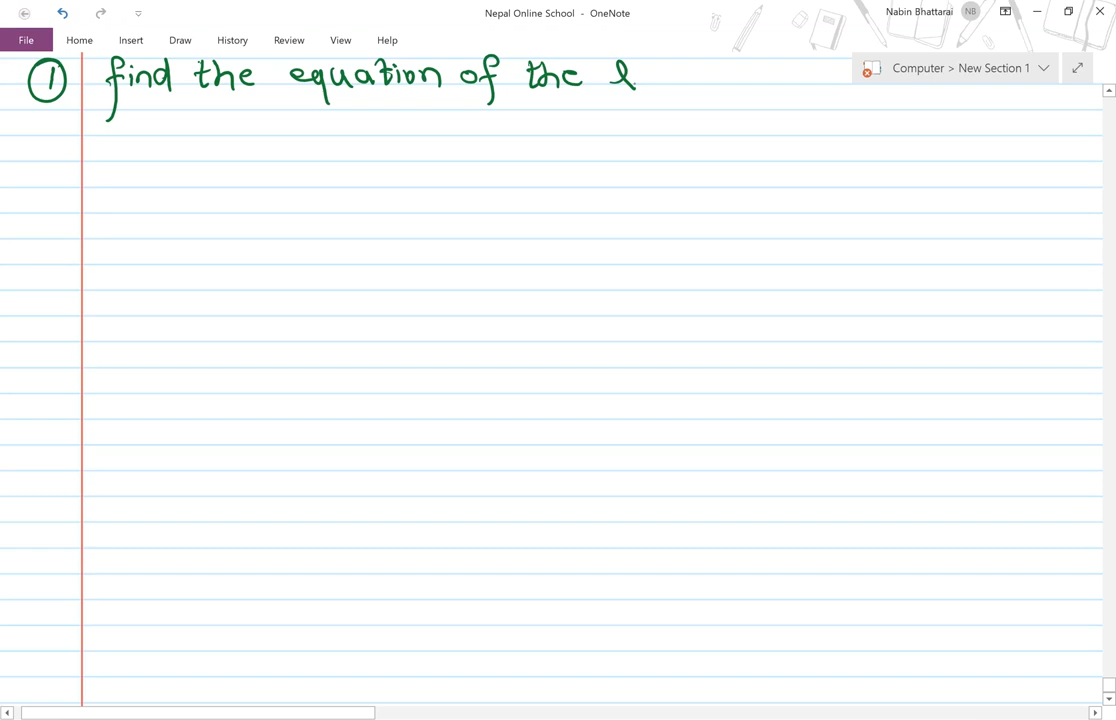 Nepal Online School - OneNote
Nabin Bhattarai NB
File Home Insert Draw History Review View Help
① find the equation of the l
Computer > New Section 1